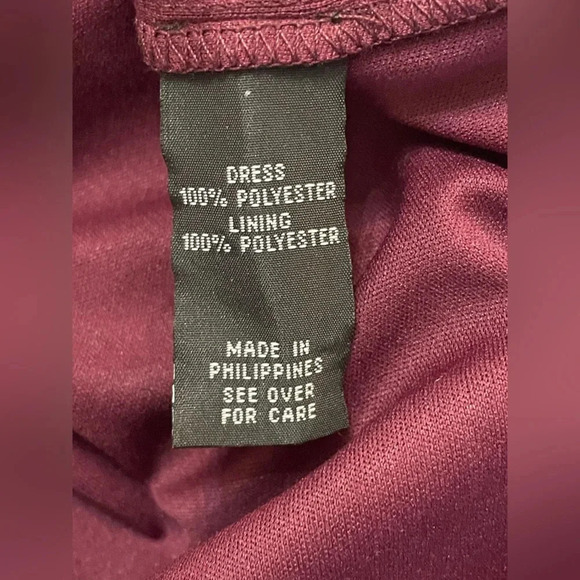 DRESS
100% POLYESTER
LINING
100% POLYESTER
MADE IN
PHILIPPINES
SEE OVER
FOR CARE